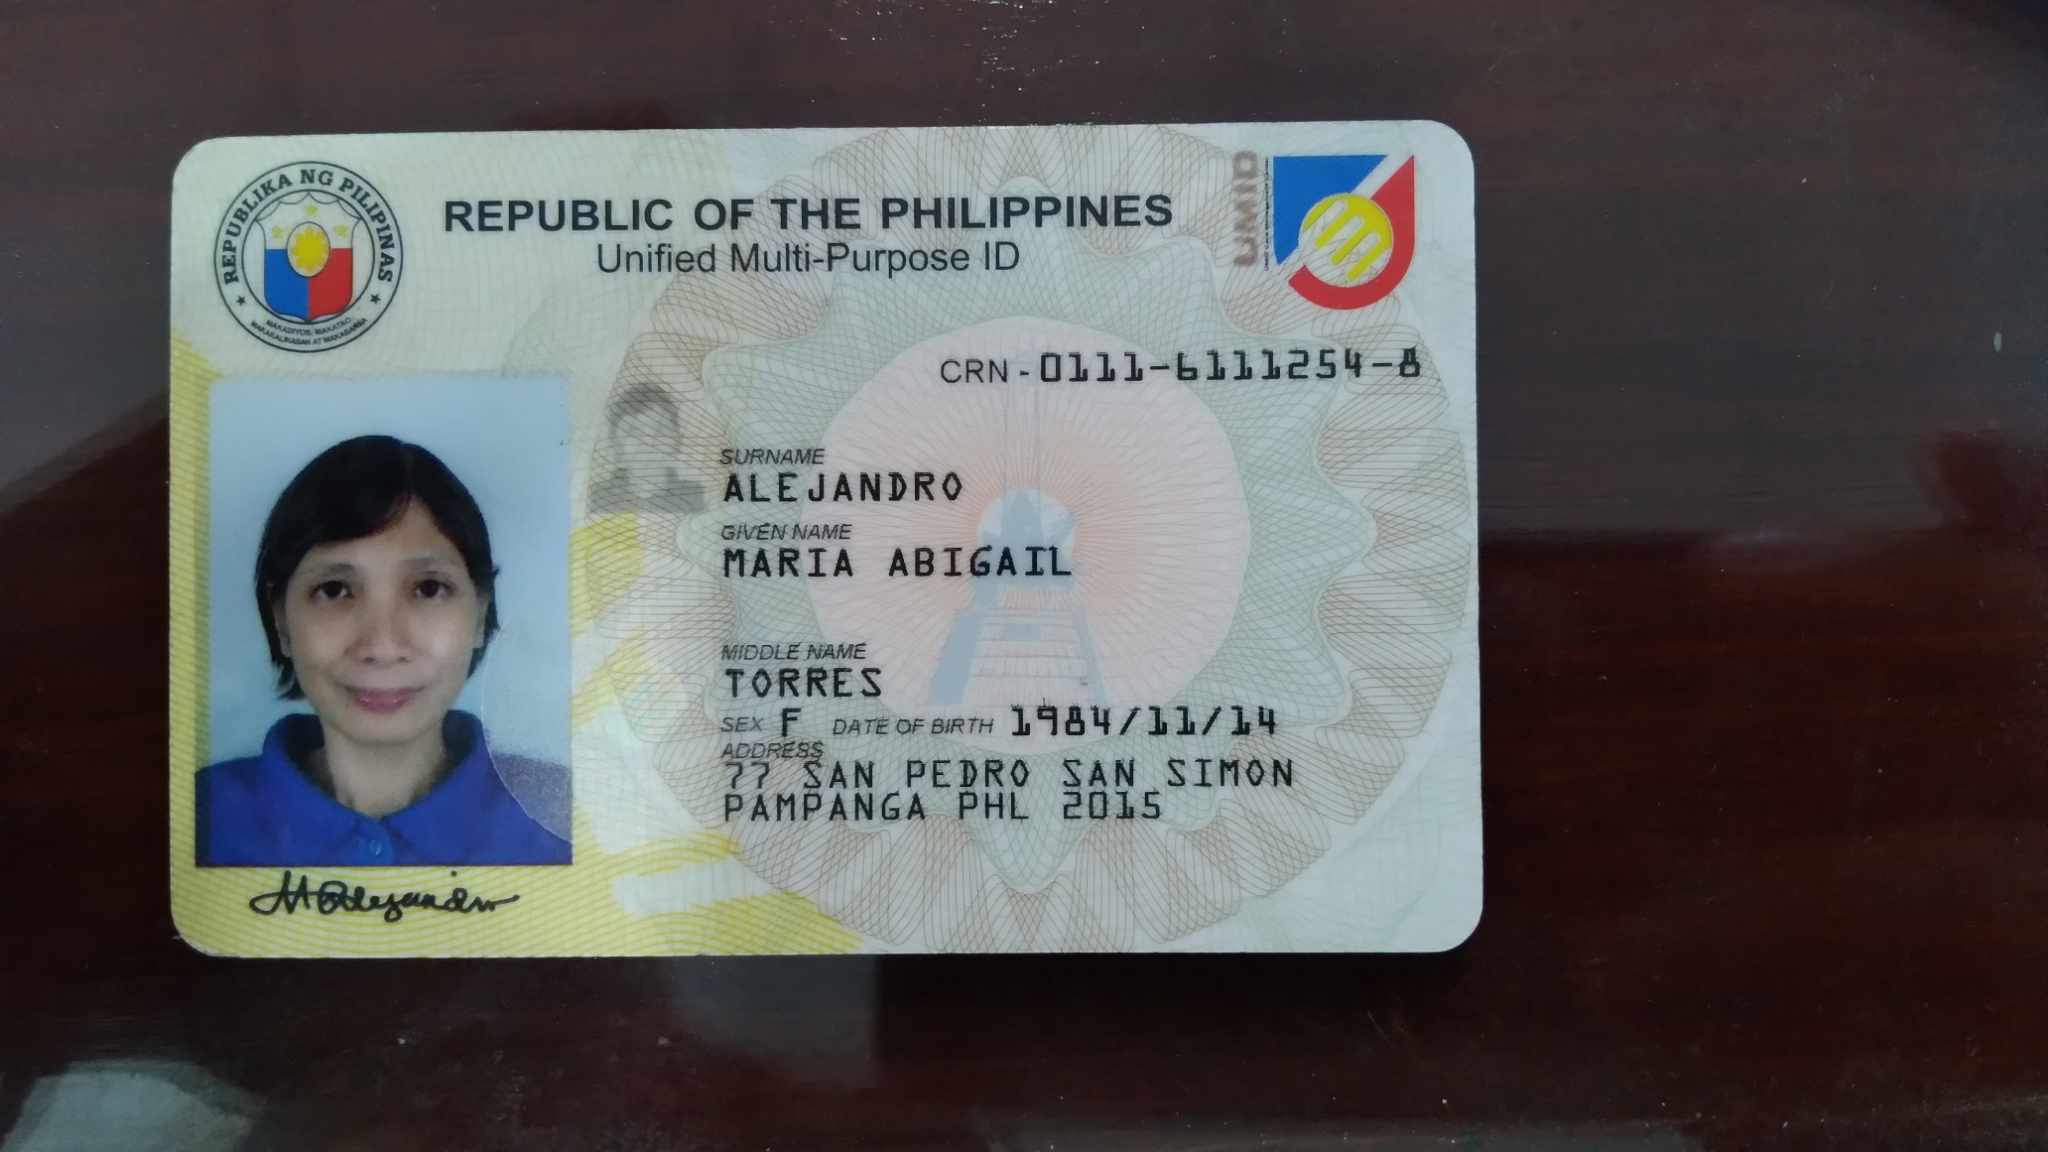 REPUBLIKA NG PILIPINAS
MAKADIYOS, MAKATAO,
MAKAKALIKASAN AT MAKABANSA
REPUBLIC OF THE PHILIPPINES
Unified Multi-Purpose ID
UMID
CRN - 0111-6111254-8
SURNAME
ALEJANDRO
GIVEN NAME
MARIA ABIGAIL
MIDDLE NAME
TORRES
SEX F DATE OF BIRTH 1984/11/14
ADDRESS
77 SAN PEDRO SAN SIMON
PAMPANGA PHL 2015